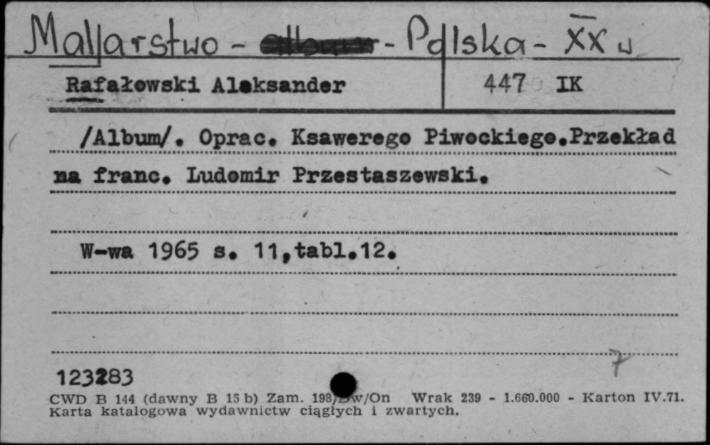 Malarstwo - - Polska - XX w
Rafałowski Aleksander 447 IK
/Album/. Oprac. Ksawerego Piwockiego.Przekład
na franc. Ludomir Przestaszewski.
W-wa 1965 s. 11,tabl.12.
7
123283
CWD B 144 (dawny B 15 b) Zam. /On Wrak 239 - 1.660.000 - Karton IV.71.
Karta katalogowa wydawnictw ciągłych i zwartych.